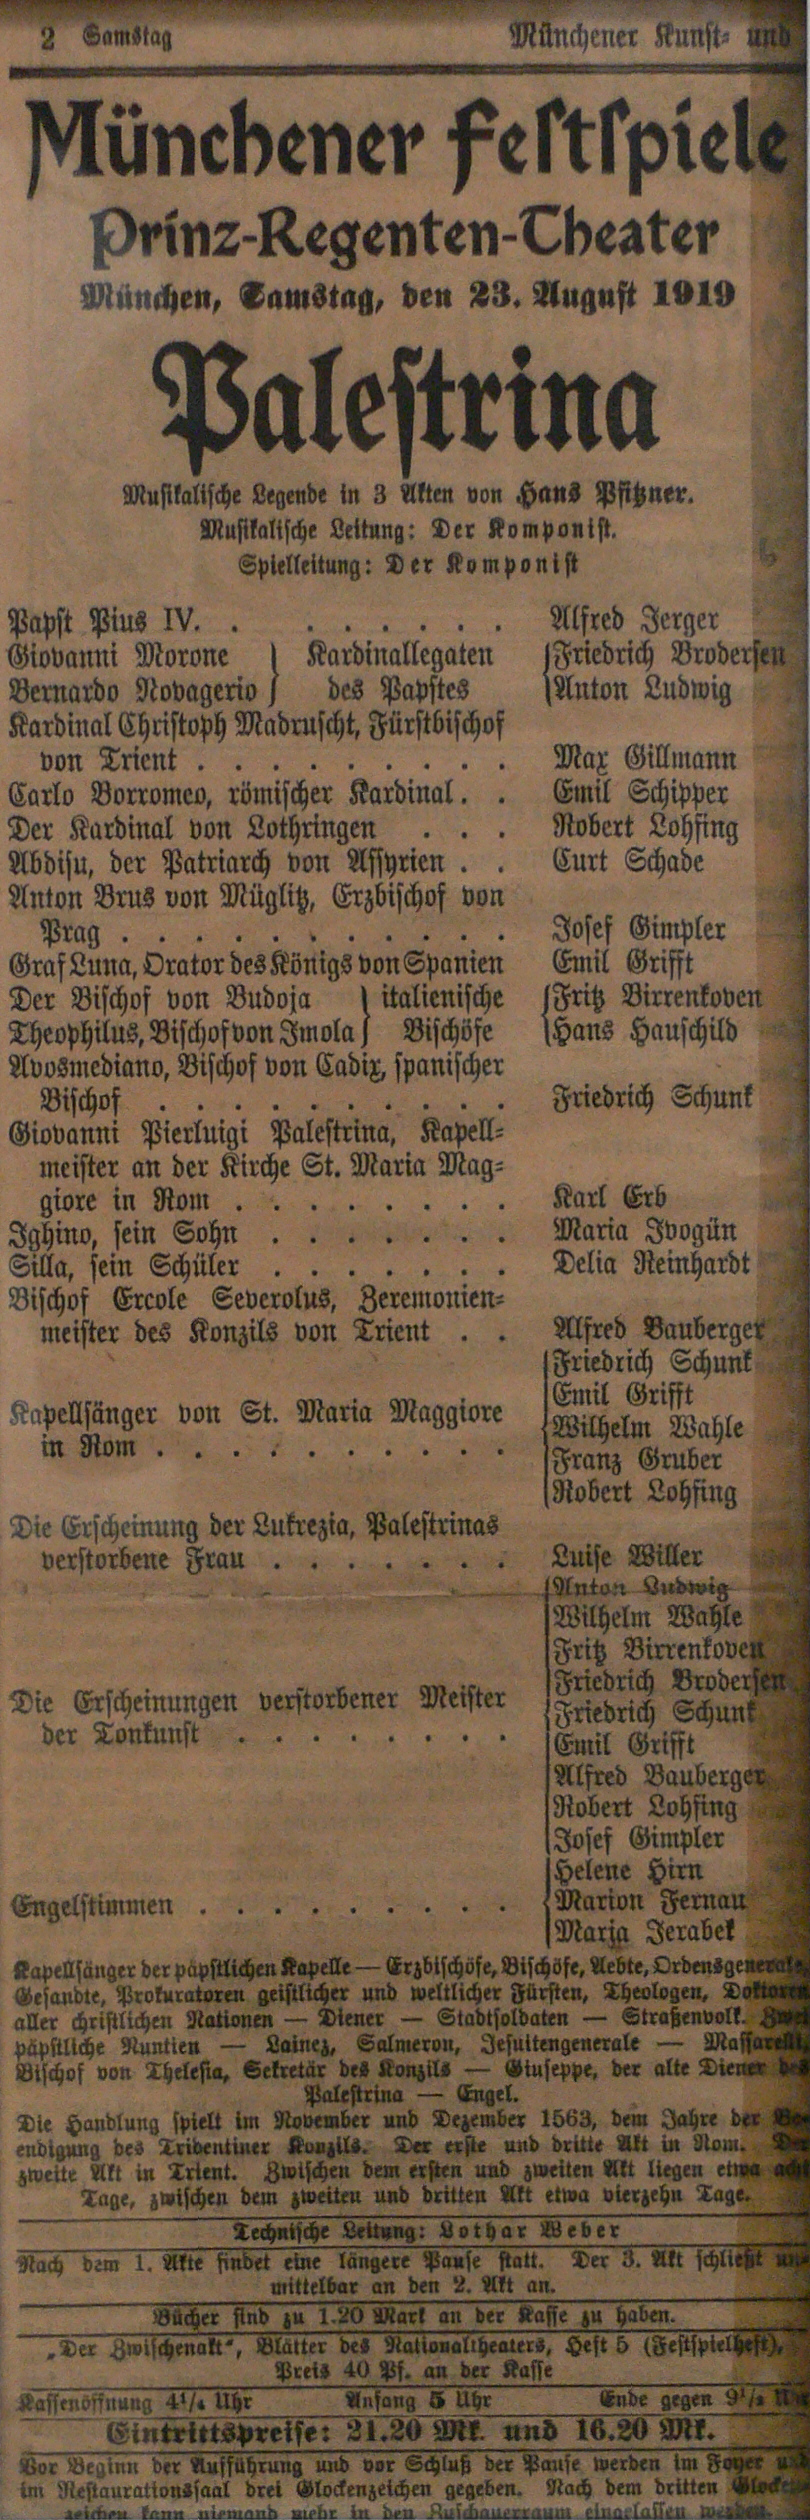 2 Samstag Münchener Kunst- und
Münchener Festspiele
Prinz-Regenten-Theater
München, Samstag, den 23. August 1919
Palestrina
Musikalische Legende in 3 Akten von Hans Pfitzner.
Musikalische Leitung: Der Komponist.
Spielleitung: Der Komponist
Papst Pius IV. . . . . . . . Alfred Jerger
Giovanni Morone } Kardinallegaten {Friedrich Brodersen
Bernardo Novagerio } des Papstes {Anton Ludwig
Kardinal Christoph Madruscht, Fürstbischof
von Trient . . . . . . . . . Max Gillmann
Carlo Borromeo, römischer Kardinal. . Emil Schipper
Der Kardinal von Lothringen . . . Robert Lohfing
Abdisu, der Patriarch von Assyrien . . Curt Schade
Anton Brus von Müglitz, Erzbischof von
Prag . . . . . . . . . . . Josef Gimpler
Graf Luna, Orator des Königs von Spanien Emil Grifft
Der Bischof von Budoja } italienische {Fritz Birrenkoven
Theophilus, Bischof von Imola } Bischöfe {Hans Hauschild
Avosmediano, Bischof von Cadix, spanischer
Bischof . . . . . . . . . . Friedrich Schunk
Giovanni Pierluigi Palestrina, Kapell-
meister an der Kirche St. Maria Mag-
giore in Rom . . . . . . . . Karl Erb
Ighino, sein Sohn . . . . . . . Maria Ivogün
Silla, sein Schüler . . . . . . . Delia Reinhardt
Bischof Ercole Severolus, Zeremonien-
meister des Konzils von Trient . . Alfred Bauberger
{Friedrich Schunk
Emil Grifft
Kapellsänger von St. Maria Maggiore
Wilhelm Wahle
in Rom . . . . . . . . . .
Franz Gruber
Robert Lohfing
Die Erscheinung der Lukrezia, Palestrinas
verstorbene Frau . . . . . . . Luise Willer
{Anton Ludwig
Wilhelm Wahle
Fritz Birrenkoven
Friedrich Brodersen
Die Erscheinungen verstorbener Meister
Friedrich Schunk
der Tonkunst . . . . . . . .
Emil Grifft
Alfred Bauberger
Robert Lohfing
Josef Gimpler
{Helene Hirn
Engelstimmen . . . . . . . . . Marion Fernau
Maria Jerabek
Kapellsänger der päpstlichen Kapelle — Erzbischöfe, Bischöfe, Aebte, Ordensgenerale,
Gesandte, Prokuratoren geistlicher und weltlicher Fürsten, Theologen, Doktoren
aller christlichen Nationen — Diener — Stadtsoldaten — Straßenvolk. Zwei
päpstliche Nuntien — Lainez, Salmeron, Jesuitengenerale — Massarelli,
Bischof von Thelesia, Sekretär des Konzils — Giuseppe, der alte Diener des
Palestrina — Engel.
Die Handlung spielt im November und Dezember 1563, dem Jahre der Be-
endigung des Tridentiner Konzils. Der erste und dritte Akt in Rom. Der
zweite Akt in Trient. Zwischen dem ersten und zweiten Akt liegen etwa acht
Tage, zwischen dem zweiten und dritten Akt etwa vierzehn Tage.
Technische Leitung: Lothar Weber
Nach dem 1. Akte findet eine längere Pause statt. Der 3. Akt schließt un-
mittelbar an den 2. Akt an.
Bücher sind zu 1.20 Mark an der Kasse zu haben.
„Der Zwischenakt“, Blätter des Nationaltheaters, Heft 5 (Festspielheft),
Preis 40 Pf. an der Kasse
Kassenöffnung 4¼ Uhr Anfang 5 Uhr Ende gegen 9½ Uhr
Eintrittspreise: 21.20 Mk. und 16.20 Mk.
Vor Beginn der Aufführung und vor Schluß der Pause werden im Foyer und
im Restaurationssaal drei Glockenzeichen gegeben. Nach dem dritten Glocken-
zeichen kann niemand mehr in den Zuschauerraum eingelassen werden.